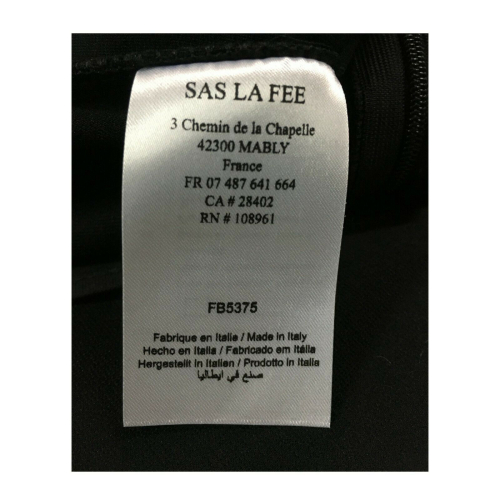 SAS LA FEE
3 Chemin de la Chapelle
42300 MABLY
France
FR 07 487 641 664
CA # 28402
RN # 108961
FB5375
Fabrique en Italie / Made in Italy
Hecho en Italia / Fabricado em Itália
Hergestellt in Italien / Prodotto in Italia
صنع في ايطاليا